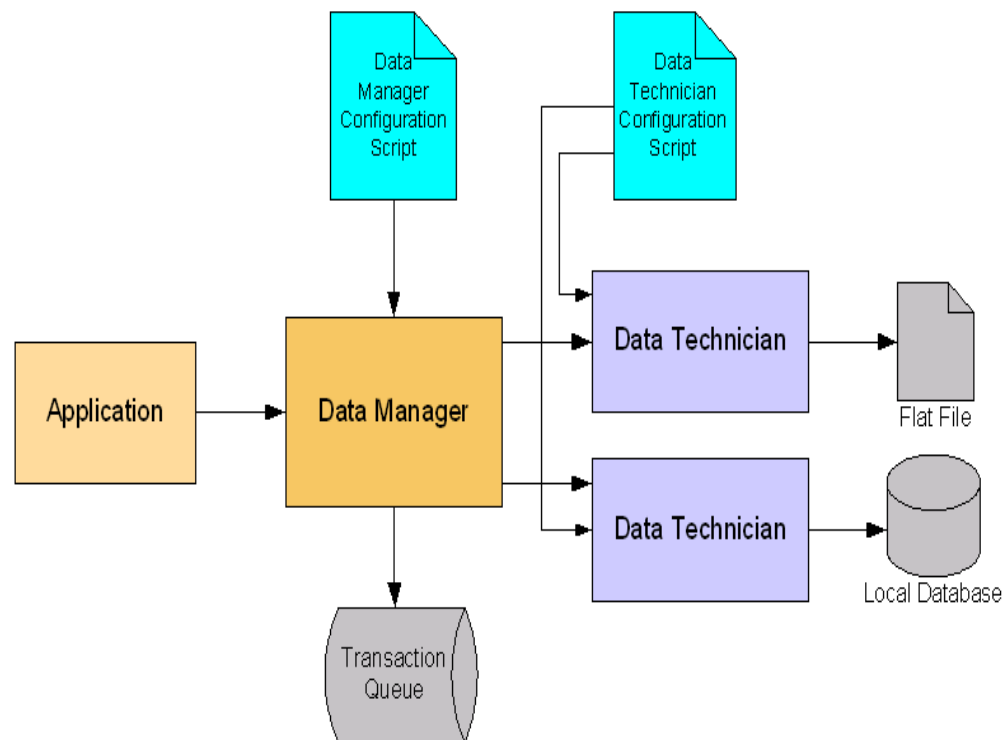 Data
Manager
Configuration
Script
Data
Technician
Configuration
Script
Application
Data Manager
Data Technician
Flat File
Data Technician
Local Database
Transaction
Queue